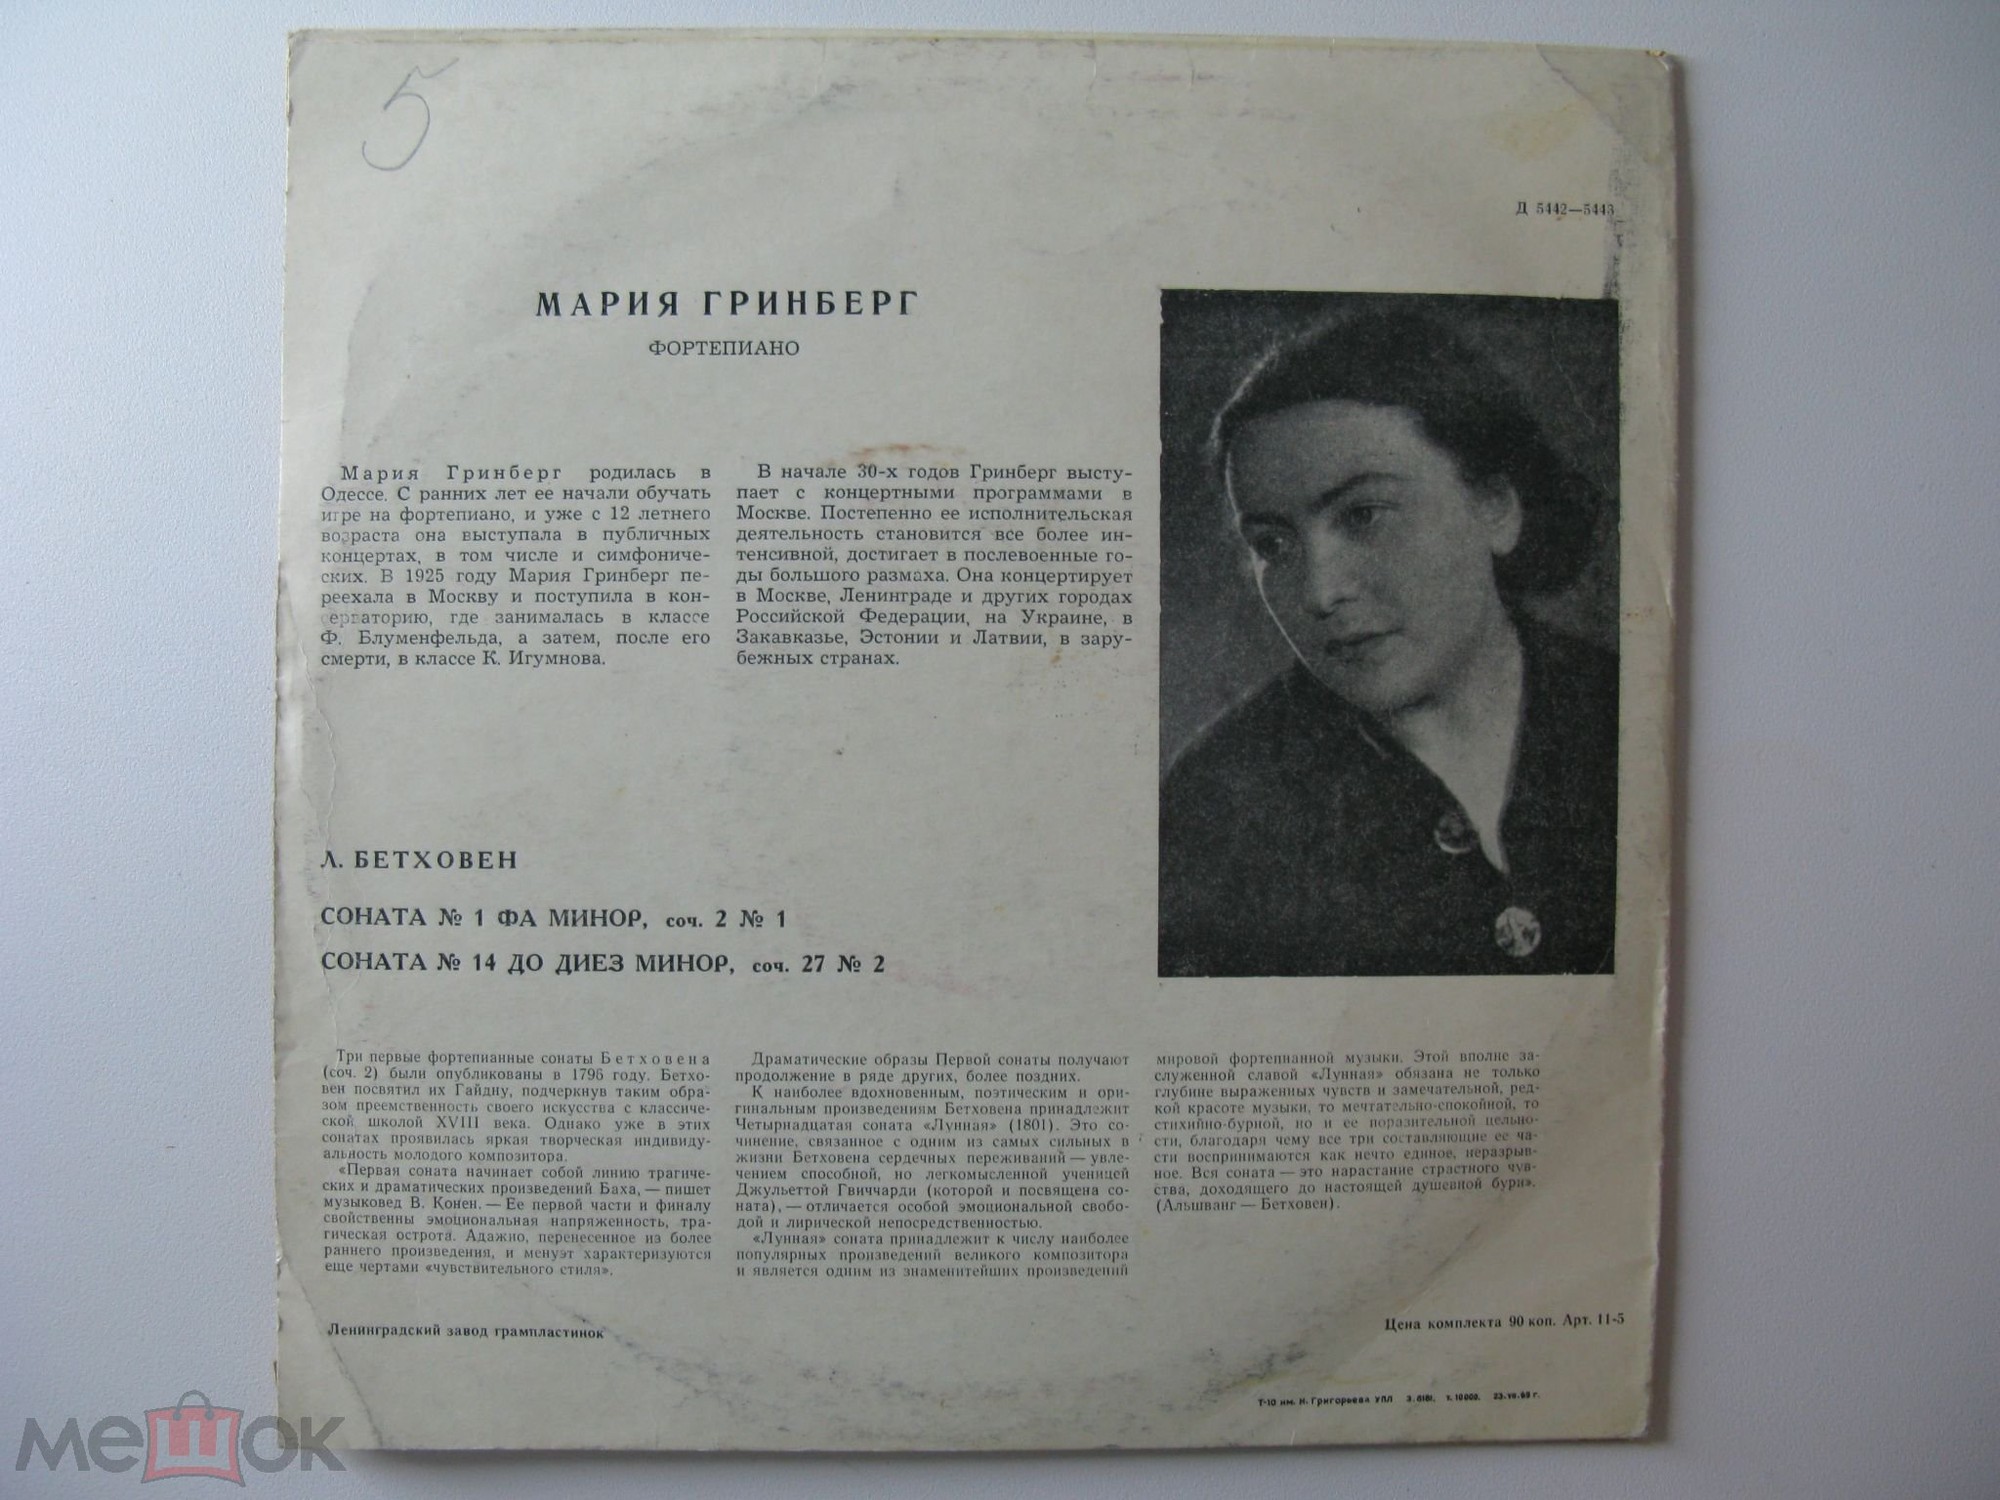 5
Д 5442—5443
МАРИЯ ГРИНБЕРГ
ФОРТЕПИАНО
Мария Гринберг родилась в
Одессе. С ранних лет ее начали обучать
игре на фортепиано, и уже с 12 летнего
возраста она выступала в публичных
концертах, в том числе и симфониче-
ских. В 1925 году Мария Гринберг пе-
реехала в Москву и поступила в кон-
серваторию, где занималась в классе
Ф. Блуменфельда, а затем, после его
смерти, в классе К. Игумнова.
В начале 30-х годов Гринберг высту-
пает с концертными программами в
Москве. Постепенно ее исполнительская
деятельность становится все более ин-
тенсивной, достигает в послевоенные го-
ды большого размаха. Она концертирует
в Москве, Ленинграде и других городах
Российской Федерации, на Украине, в
Закавказье, Эстонии и Латвии, в зару-
бежных странах.
Л. БЕТХОВЕН
СОНАТА № 1 ФА МИНОР, соч. 2 № 1
СОНАТА № 14 ДО ДИЕЗ МИНОР, соч. 27 № 2
Три первые фортепианные сонаты Бетховена
(соч. 2) были опубликованы в 1796 году. Бетхо-
вен посвятил их Гайдну, подчеркнув таким обра-
зом преемственность своего искусства с классиче-
ской школой XVIII века. Однако уже в этих
сонатах проявилась яркая творческая индивиду-
альность молодого композитора.
«Первая соната начинает собой линию трагиче-
ских и драматических произведений Баха, — пишет
музыковед В. Конен. — Ее первой части и финалу
свойственны эмоциональная напряженность, тра-
гическая острота. Адажио, перенесенное из более
раннего произведения, и менуэт характеризуются
еще чертами «чувствительного стиля».
Драматические образы Первой сонаты получают
продолжение в ряде других, более поздних.
К наиболее вдохновенным, поэтическим и ори-
гинальным произведениям Бетховена принадлежит
Четырнадцатая соната «Лунная» (1801). Это со-
чинение, связанное с одним из самых сильных в
жизни Бетховена сердечных переживаний — увле-
чением способной, но легкомысленной ученицей
Джульеттой Гвиччарди (которой и посвящена со-
ната), — отличается особой эмоциональной свобо-
дой и лирической непосредственностью.
«Лунная» соната принадлежит к числу наиболее
популярных произведений великого композитора
и является одним из знаменитейших произведений
мировой фортепианной музыки. Этой вполне за-
служенной славой «Лунная» обязана не только
глубине выраженных чувств и замечательной, ред-
кой красоте музыки, то мечтательно-спокойной, то
стихийно-бурной, но и ее поразительной цельно-
сти, благодаря чему все три составляющие ее ча-
сти воспринимаются как нечто единое, неразрыв-
ное. Вся соната — это нарастание страстного чув-
ства, доходящего до настоящей душевной бури».
(Альшванг — Бетховен).
Ленинградский завод грампластинок
Цена комплекта 90 коп. Арт. 11-5
Т-10 им. И. Григорьева УПЛ З. 8181. т. 10000. 23.VII.69 г.
мешок